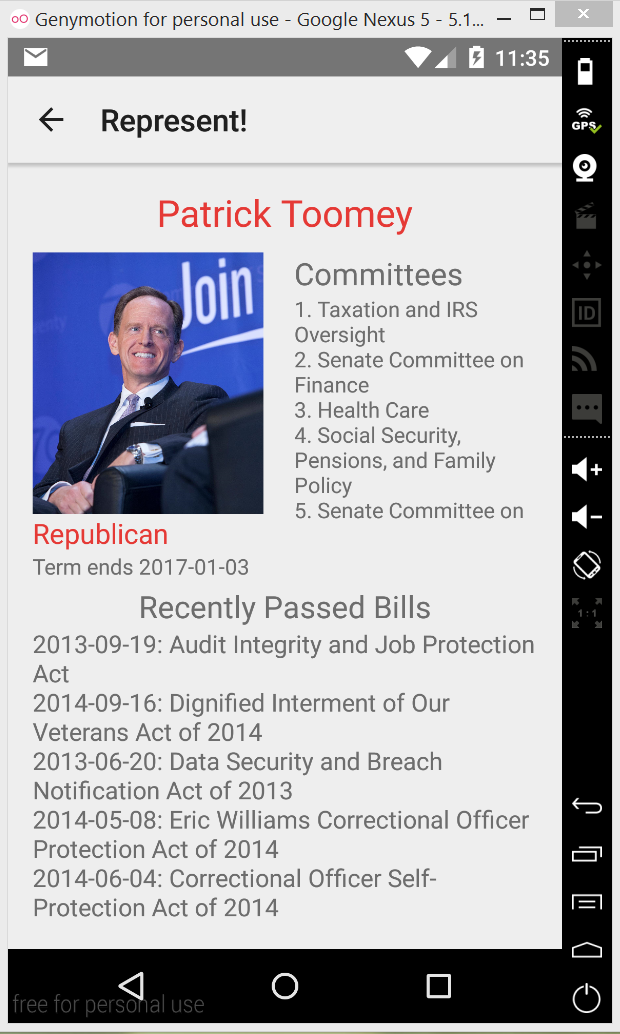 Genymotion for personal use - Google Nexus 5 - 5.1...
11:35
GPS
Represent!
Patrick Toomey
Join
Committees
1. Taxation and IRS
Oversight
2. Senate Committee on
Finance
3. Health Care
4. Social Security,
Pensions, and Family
Policy
5. Senate Committee on
ID
Republican
Term ends 2017-01-03
1:1
Recently Passed Bills
2013-09-19: Audit Integrity and Job Protection
Act
2014-09-16: Dignified Interment of Our
Veterans Act of 2014
2013-06-20: Data Security and Breach
Notification Act of 2013
2014-05-08: Eric Williams Correctional Officer
Protection Act of 2014
2014-06-04: Correctional Officer Self-
Protection Act of 2014
free for personal use